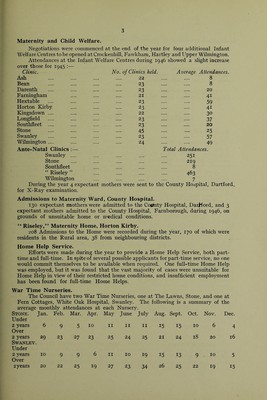 3
Maternity and Child Welfare.
Negotiations were commenced at the end of the year for four additional Infant
Welfare Centres to be opened at Crockenhill, Fawkham, Hartley and Upper Wilmington.
Attendances at the Infant Welfare Centres during 1946 showed a slight increase
over those for 1945 :—
Clinic. No. of Clinics held. Average Attendances.
Ash ... ... ... 22 ... 8
Bean ... ... ... 23 ... 8
Darenth ... ... ... 23 ... 20
Farningham ... ... 21 ... 41
Hextable ... ... ... 23 ... 59
Horton Kirby ... ... 23 ... 41
Kingsdown ... ... ... 22 ... 30
Longfield ... ... ... 23 ... 37
Southfleet ... ... ... 23 ... 20
Stone ... ... ... 45 ... 25
Swanley ... ... ... 23 ... 57
Wilmington ... ... ... 24 ... 49
Ante-Natal Clinics :— Total Attendances.
Swanley ... ... ... 251
Stone ... ... ... 129
Southfleet ... ... ... 8
" Riseley " ... ... ... 463
Wilmington ... ... ... 7
During the year 4 expectant mothers were sent to the County Hospital, Dartford,
for X-Ray examination.
Admissions to Maternity Ward, County Hospital.
130 expectant mothers were admitted to the County Hospital, Dartford, and 3
expectant mothers admitted to the County Hospital, Farnborough, during 1946, on
grounds of unsuitable home or medical conditions.
" Riseley," Maternity Home, Horton Kirby.
208 Admissions to the Home were recorded during the year, 170 of which were
residents in the Rural area, 38 from neighbouring districts.
Home Help Service.
Efforts were made during the year to provide a Home Help Service, both part-
time and full-time. In spite of several possible applicants for part-time service, no one
would commit themselves to be available when required. One full-time Home Help
was employed, but it was found that the vast majority of cases were unsuitable for
Home Help in view of their restricted home conditions, and insufficient employment
has been found for full-time Home Helps.
War Time Nurseries.
The Council have two War Time Nurseries, one at The Lawns, Stone, and one at
Fern Cottages, White Oak Hospital, Swanley. The following is a summary of the
average monthly attendances at each Nursery.
Stone. Jan. Feb. Mar. Apr. May June July Aug. Sept. Oct. Nov. Dec.
Under
2 years 6 9 5 10 11 11 11 15 13 10 6 4
Over
2 years 29 23 27 23 25 24 25 22 24 18 20 16
Swanley.
Under
2 years 10 9 9 6 11 10 29 15 13 9 10 5
Over
2 years 20 22 25 19 27 23 34 26 25 22 19 15